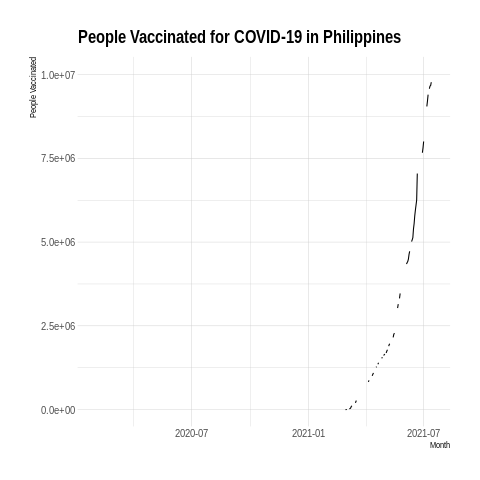 People Vaccinated for COVID-19 in Philippines
People Vaccinated
1.0e+07
7.5e+06
5.0e+06
2.5e+06
0.0e+00
2020-07
2021-01
2021-07
Month